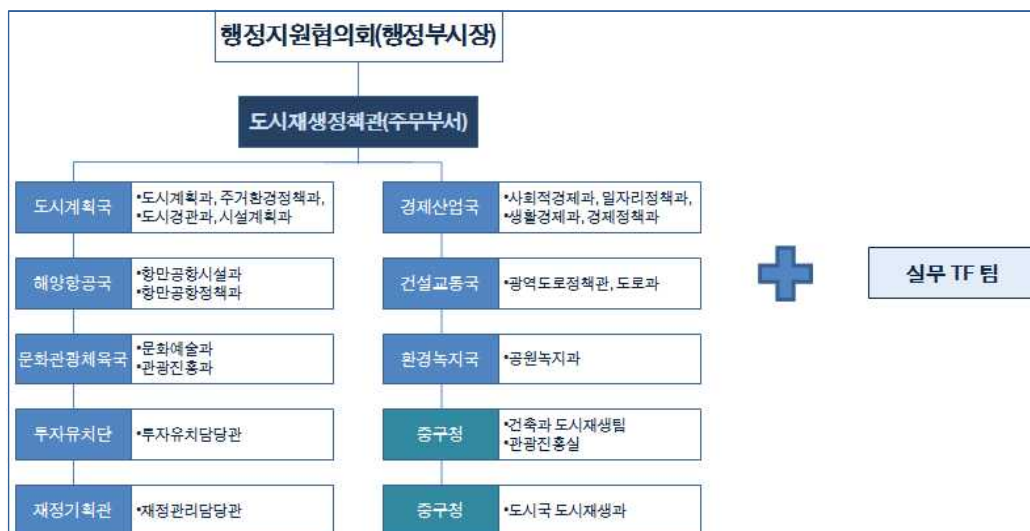 행정지원협의회(행정부시장)
도시재생정책관(주무부서)
도시계획국
•도시계획과, 주거환경정책과,
•도시경관과, 시설계획과
해양항공국
•항만공항시설과
•항만공항정책과
문화관광체육국
•문화예술과
•관광진흥과
투자유치단
•투자유치담당관
재정기획관
•재정관리담당관
경제산업국
•사회적경제과, 일자리정책과,
•생활경제과, 경제정책과
건설교통국
•광역도로정책관, 도로과
환경녹지국
•공원녹지과
중구청
•건축과 도시재생팀
•관광진흥실
중구청
•도시국 도시재생과
실무 TF 팀